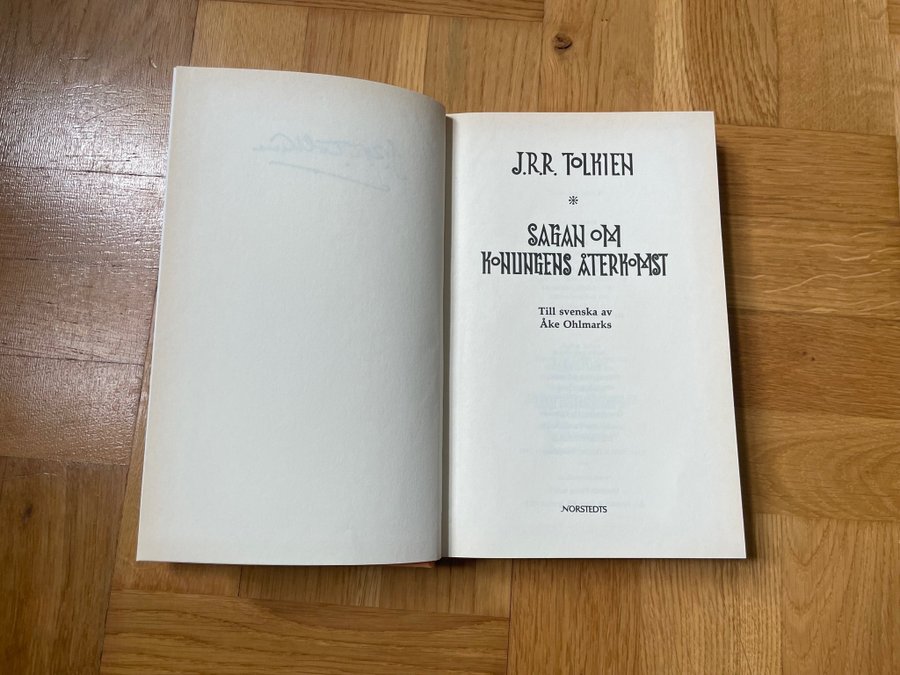 J.R.R. TOLKIEN
SAGAN OM
KONUNGENS ÅTERKOMST
Till svenska av
Åke Ohlmarks
NORSTEDTS